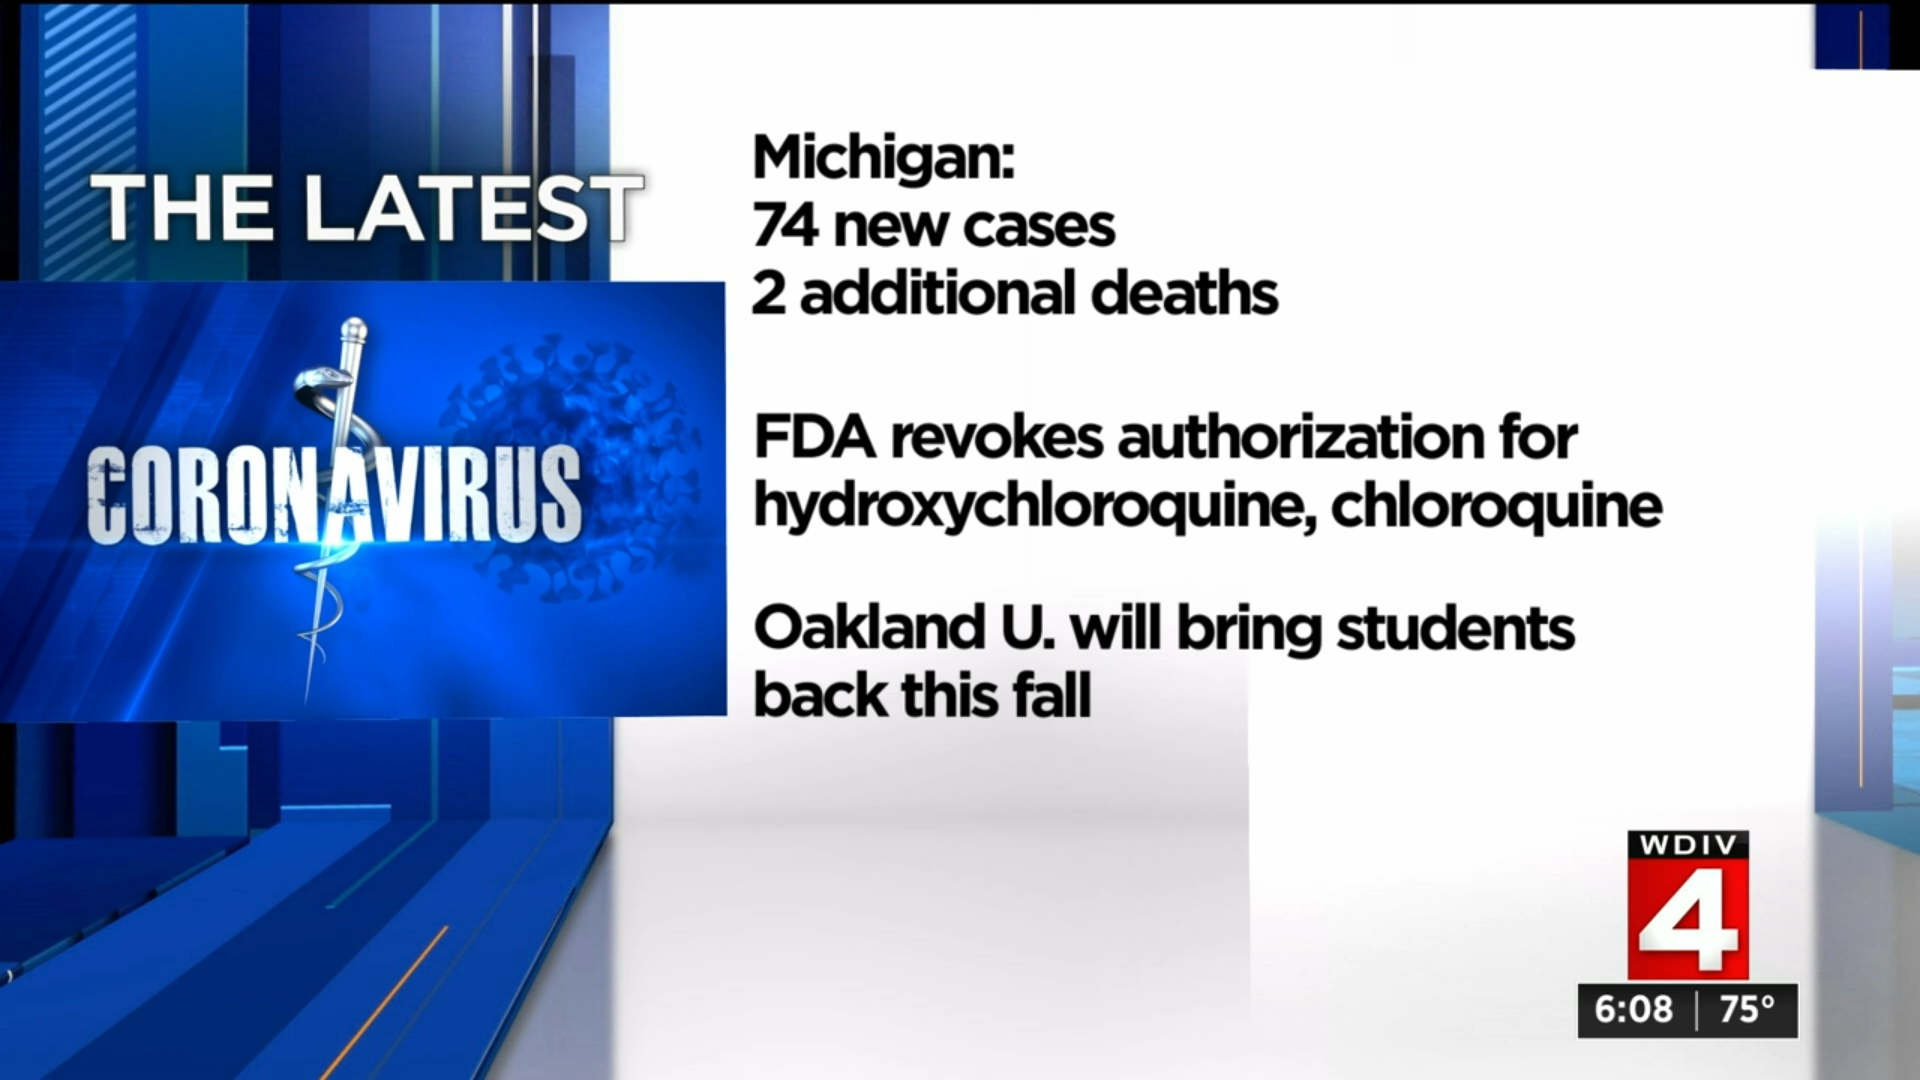 THE LATEST
CORONAVIRUS
Michigan:
74 new cases
2 additional deaths
FDA revokes authorization for
hydroxychloroquine, chloroquine
Oakland U. will bring students
back this fall
WDIV
4
6:08 | 75°